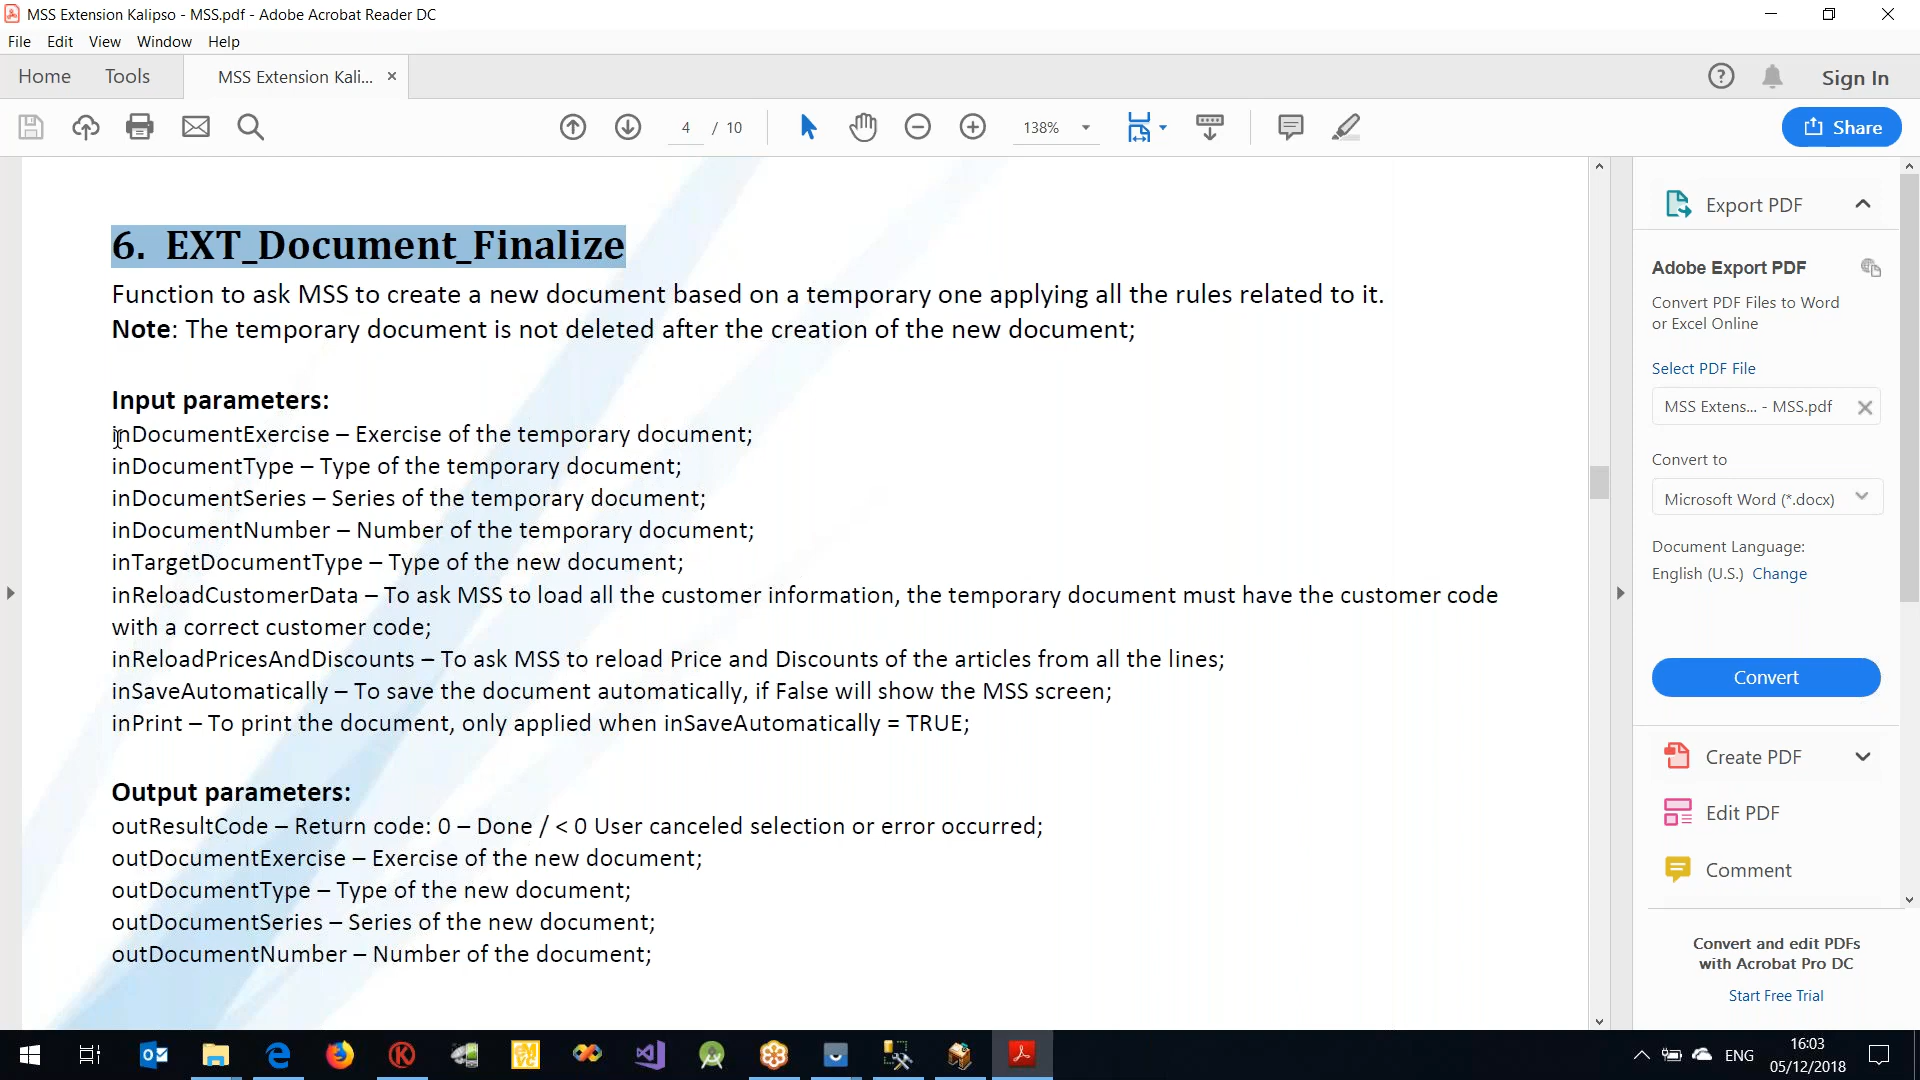 MSS Extension Kalipso - MSS.pdf - Adobe Acrobat Reader DC
File Edit View Window Help
Home Tools MSS Extension Kali... × Sign In
4 / 10 138% Share
6. EXT_Document_Finalize
Function to ask MSS to create a new document based on a temporary one applying all the rules related to it.
Note: The temporary document is not deleted after the creation of the new document;
Input parameters:
inDocumentExercise – Exercise of the temporary document;
inDocumentType – Type of the temporary document;
inDocumentSeries – Series of the temporary document;
inDocumentNumber – Number of the temporary document;
inTargetDocumentType – Type of the new document;
inReloadCustomerData – To ask MSS to load all the customer information, the temporary document must have the customer code
with a correct customer code;
inReloadPricesAndDiscounts – To ask MSS to reload Price and Discounts of the articles from all the lines;
inSaveAutomatically – To save the document automatically, if False will show the MSS screen;
inPrint – To print the document, only applied when inSaveAutomatically = TRUE;
Output parameters:
outResultCode – Return code: 0 – Done / < 0 User canceled selection or error occurred;
outDocumentExercise – Exercise of the new document;
outDocumentType – Type of the new document;
outDocumentSeries – Series of the new document;
outDocumentNumber – Number of the document;
Export PDF
Adobe Export PDF
Convert PDF Files to Word
or Excel Online
Select PDF File
MSS Extens... - MSS.pdf
Convert to
Microsoft Word (*.docx)
Document Language:
English (U.S.) Change
Convert
Create PDF
Edit PDF
Comment
Convert and edit PDFs
with Acrobat Pro DC
Start Free Trial
ENG
16:03
05/12/2018